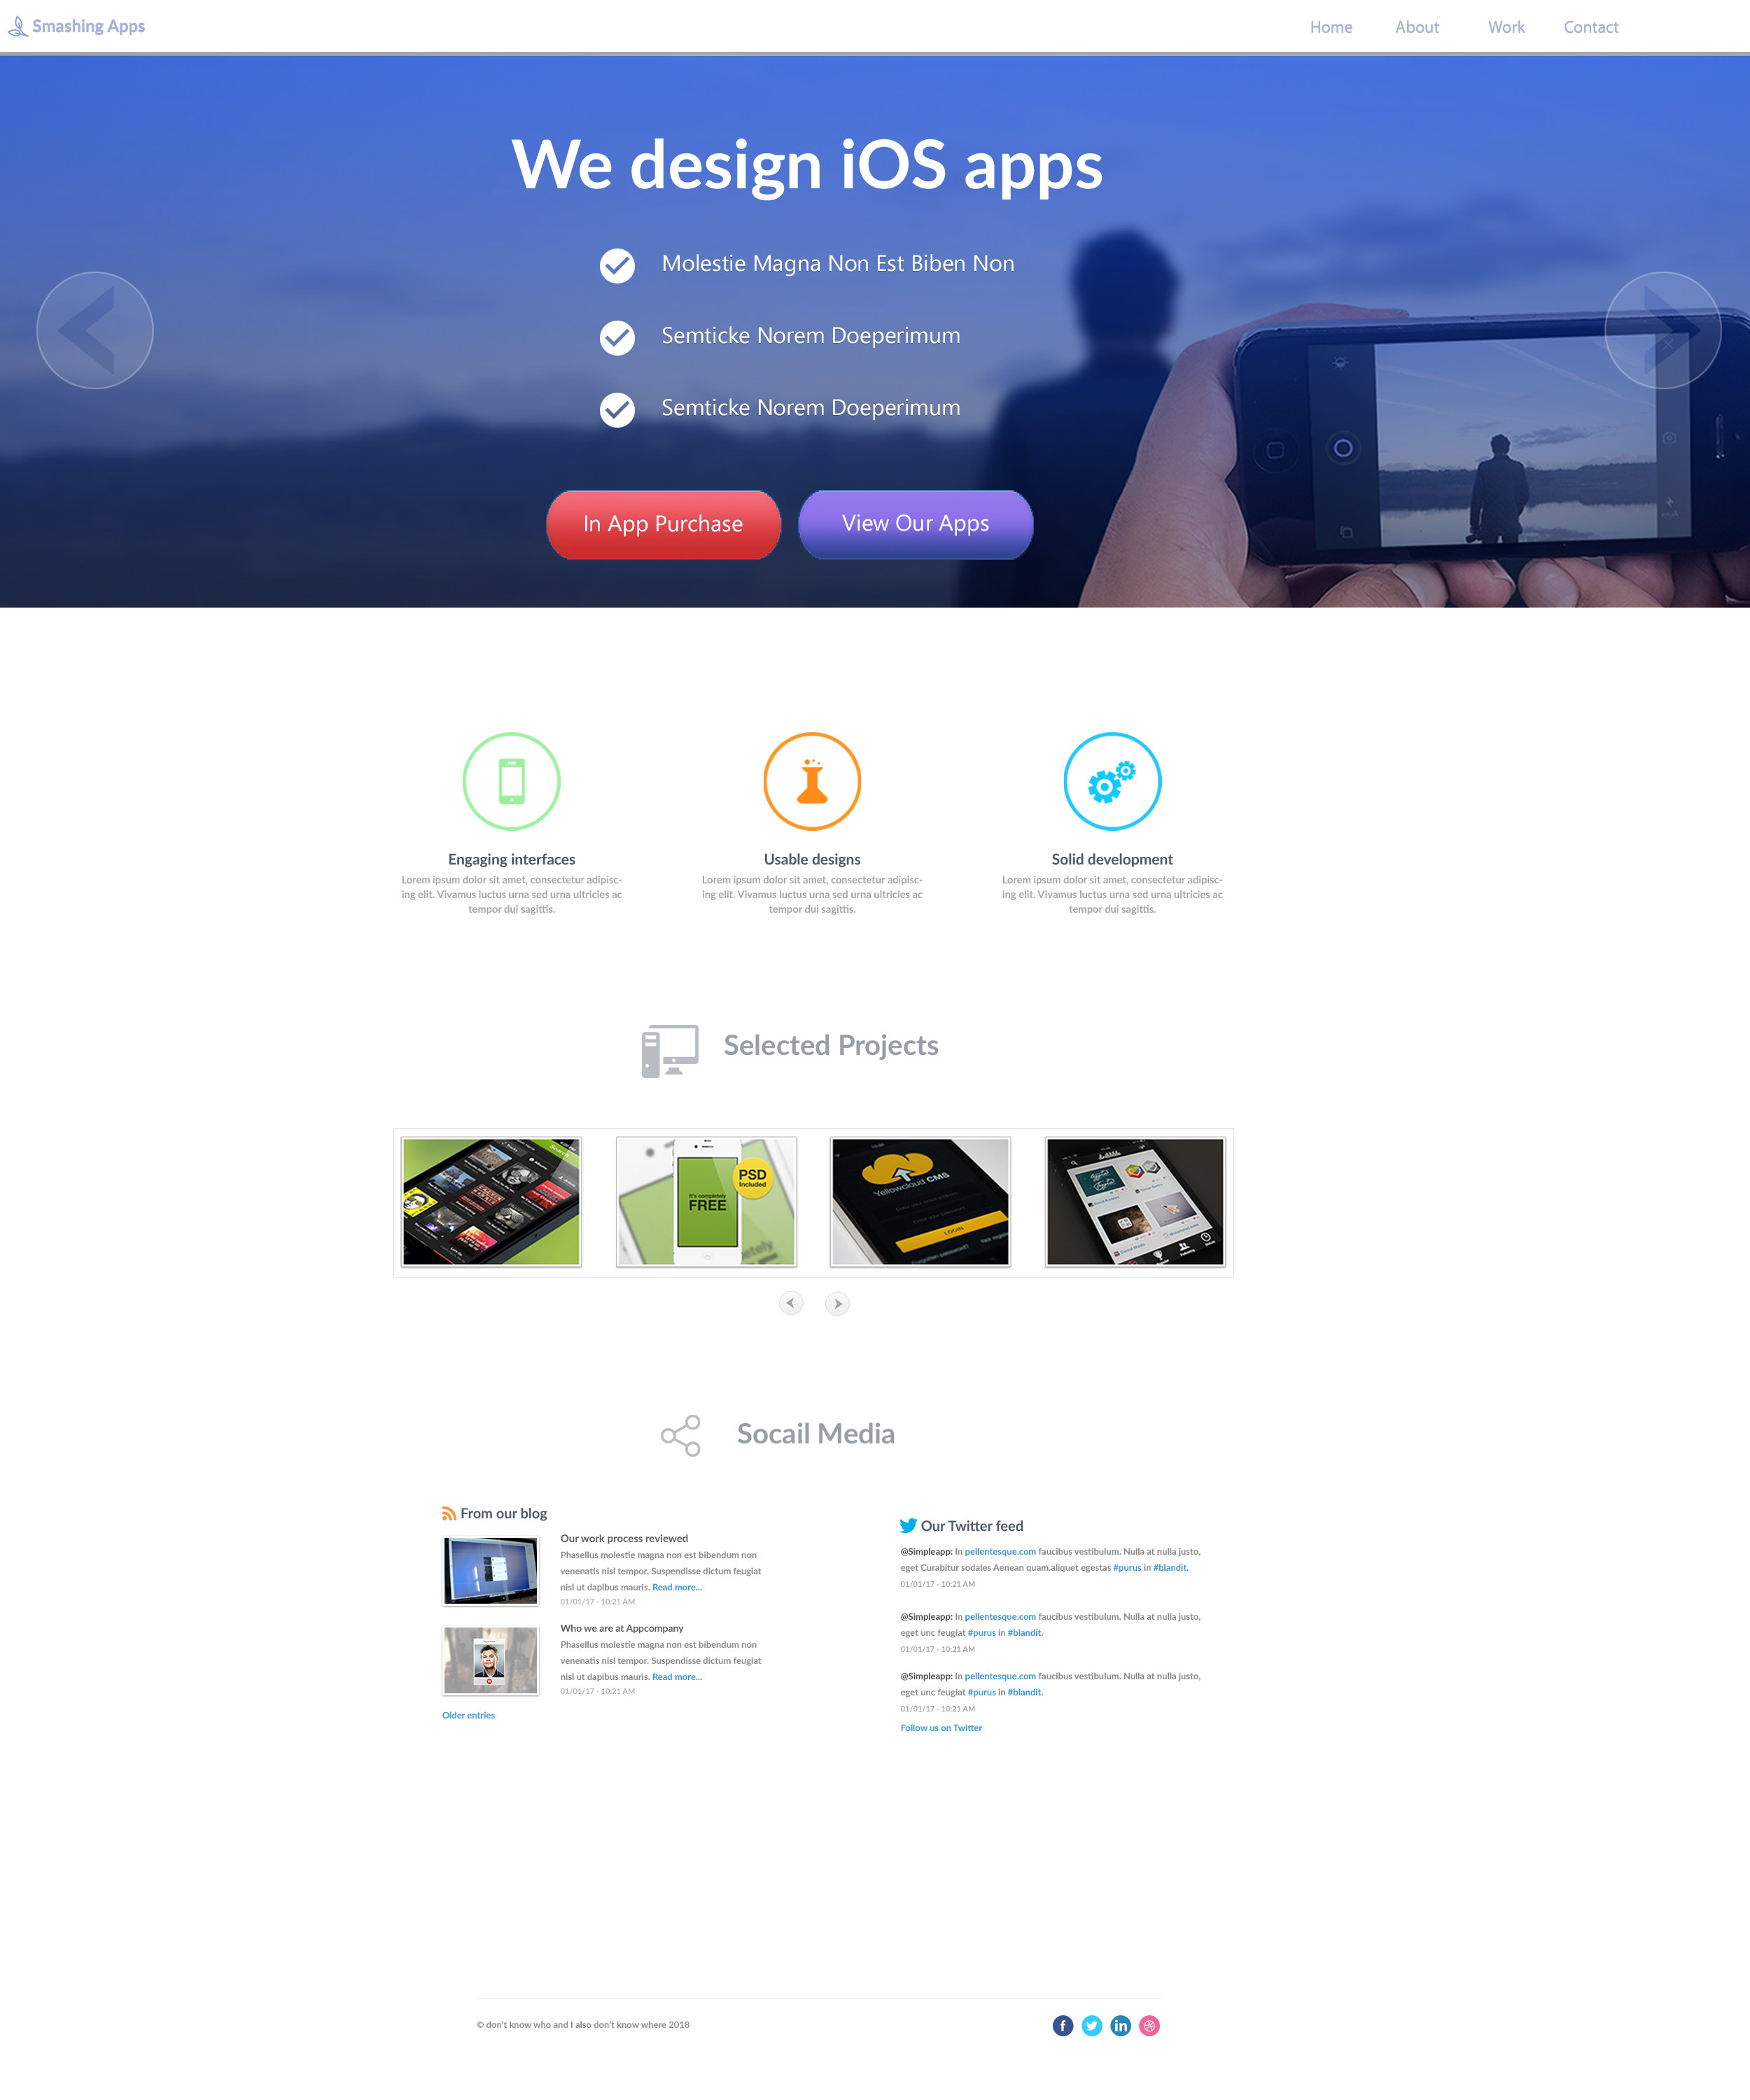 Smashing Apps
Home About Work Contact
We design iOS apps
Molestie Magna Non Est Biben Non
Semticke Norem Doeperimum
Semticke Norem Doeperimum
In App Purchase
View Our Apps
Engaging interfaces
Lorem ipsum dolor sit amet, consectetur adipisc-
ing elit. Vivamus luctus urna sed urna ultricies ac
tempor dui sagittis.
Usable designs
Lorem ipsum dolor sit amet, consectetur adipisc-
ing elit. Vivamus luctus urna sed urna ultricies ac
tempor dui sagittis.
Solid development
Lorem ipsum dolor sit amet, consectetur adipisc-
ing elit. Vivamus luctus urna sed urna ultricies ac
tempor dui sagittis.
Selected Projects
It's completely
FREE
PSD
Included
Yellowcloud CMS
Enter your password
LOGIN
Forgotten password?
Socail Media
From our blog
Our work process reviewed
Phasellus molestie magna non est bibendum non
venenatis nisl tempor. Suspendisse dictum feugiat
nisl ut dapibus mauris. Read more...
01/01/17 - 10:21 AM
Who we are at Appcompany
Phasellus molestie magna non est bibendum non
venenatis nisl tempor. Suspendisse dictum feugiat
nisl ut dapibus mauris. Read more...
01/01/17 - 10:21 AM
Older entries
Our Twitter feed
@Simpleapp: In pellentesque.com faucibus vestibulum. Nulla at nulla justo,
eget Curabitur sodales Aenean quam.aliquet egestas #purus in #blandit.
01/01/17 - 10:21 AM
@Simpleapp: In pellentesque.com faucibus vestibulum. Nulla at nulla justo,
eget unc feugiat #purus in #blandit.
01/01/17 - 10:21 AM
@Simpleapp: In pellentesque.com faucibus vestibulum. Nulla at nulla justo,
eget unc feugiat #purus in #blandit.
01/01/17 - 10:21 AM
Follow us on Twitter
© don't know who and I also don't know where 2018